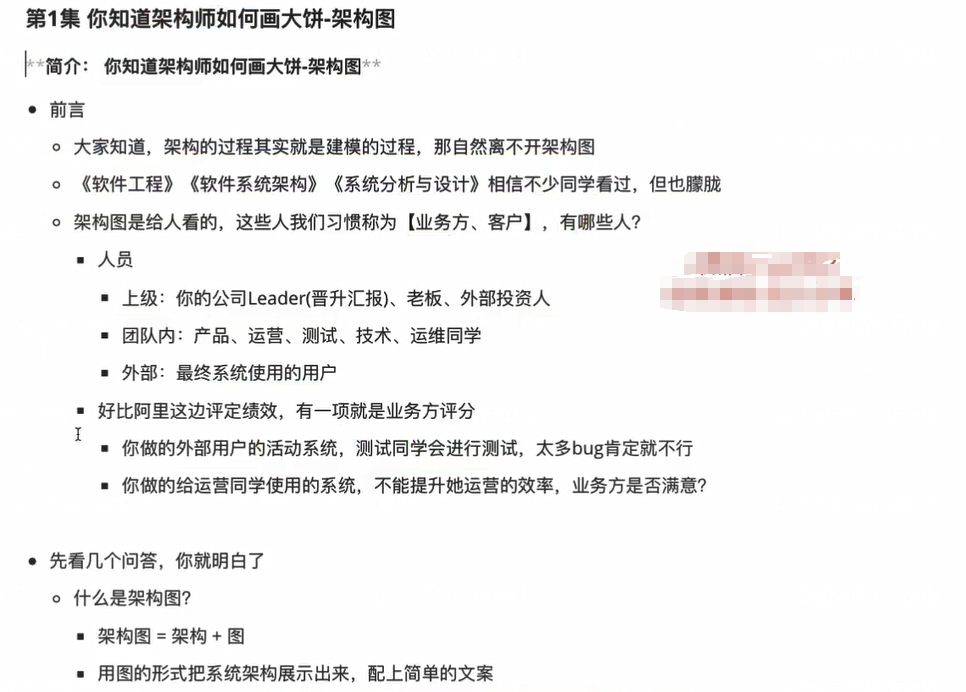 第1集 你知道架构师如何画大饼-架构图
**简介： 你知道架构师如何画大饼-架构图**
前言
大家知道，架构的过程其实就是建模的过程，那自然离不开架构图
《软件工程》《软件系统架构》《系统分析与设计》相信不少同学看过，但也朦胧
架构图是给人看的，这些人我们习惯称为【业务方、客户】，有哪些人？
人员
上级：你的公司Leader(晋升汇报)、老板、外部投资人
团队内：产品、运营、测试、技术、运维同学
外部：最终系统使用的用户
好比阿里这边评定绩效，有一项就是业务方评分
你做的外部用户的活动系统，测试同学会进行测试，太多bug肯定就不行
你做的给运营同学使用的系统，不能提升她运营的效率，业务方是否满意？
先看几个问答，你就明白了
什么是架构图？
架构图 = 架构 + 图
用图的形式把系统架构展示出来，配上简单的文案